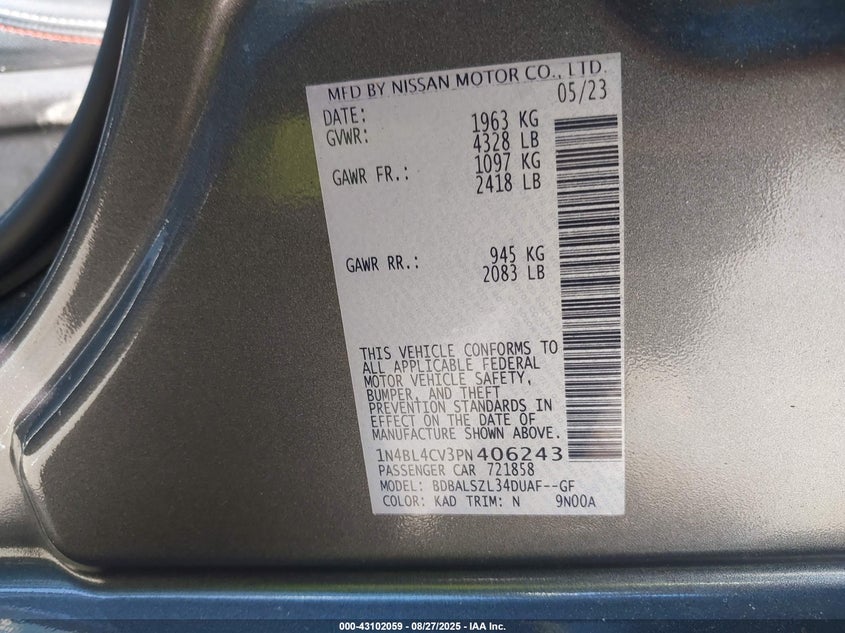 MFD BY NISSAN MOTOR CO., LTD.
DATE: 05/23
GVWR: 1963 KG
4328 LB
GAWR FR.: 1097 KG
2418 LB
GAWR RR.: 945 KG
2083 LB
THIS VEHICLE CONFORMS TO
ALL APPLICABLE FEDERAL
MOTOR VEHICLE SAFETY,
BUMPER, AND THEFT
PREVENTION STANDARDS IN
EFFECT ON THE DATE OF
MANUFACTURE SHOWN ABOVE.
1N4BL4CV3PN406243
PASSENGER CAR 721858
MODEL: BDBALSZL34DUAF--GF
COLOR: KAD TRIM: N 9N00A
000-43102059 - 08/27/2025 - IAA Inc.